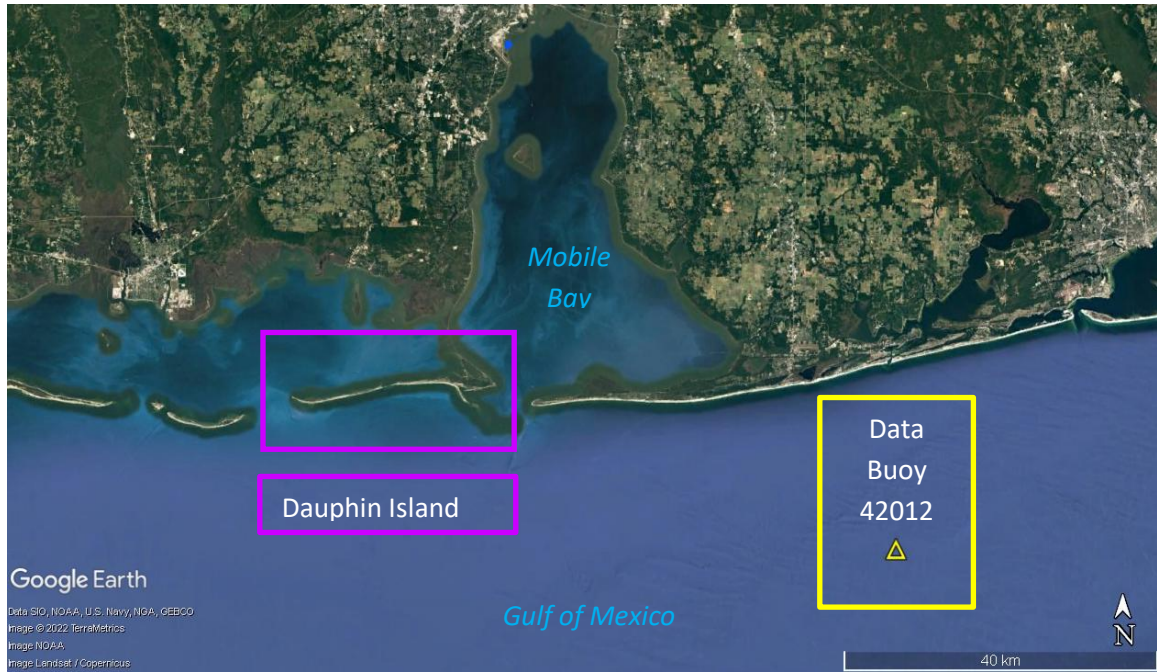 Mobile
Bav
Data
Buoy
42012
Dauphin Island
Google Earth
Data SIO, NOAA, U.S. Navy, NGA, GEBCO
Image © 2022 TerraMetrics
Image NOAA
Image Landsat / Copernicus
Gulf of Mexico
N
40 km